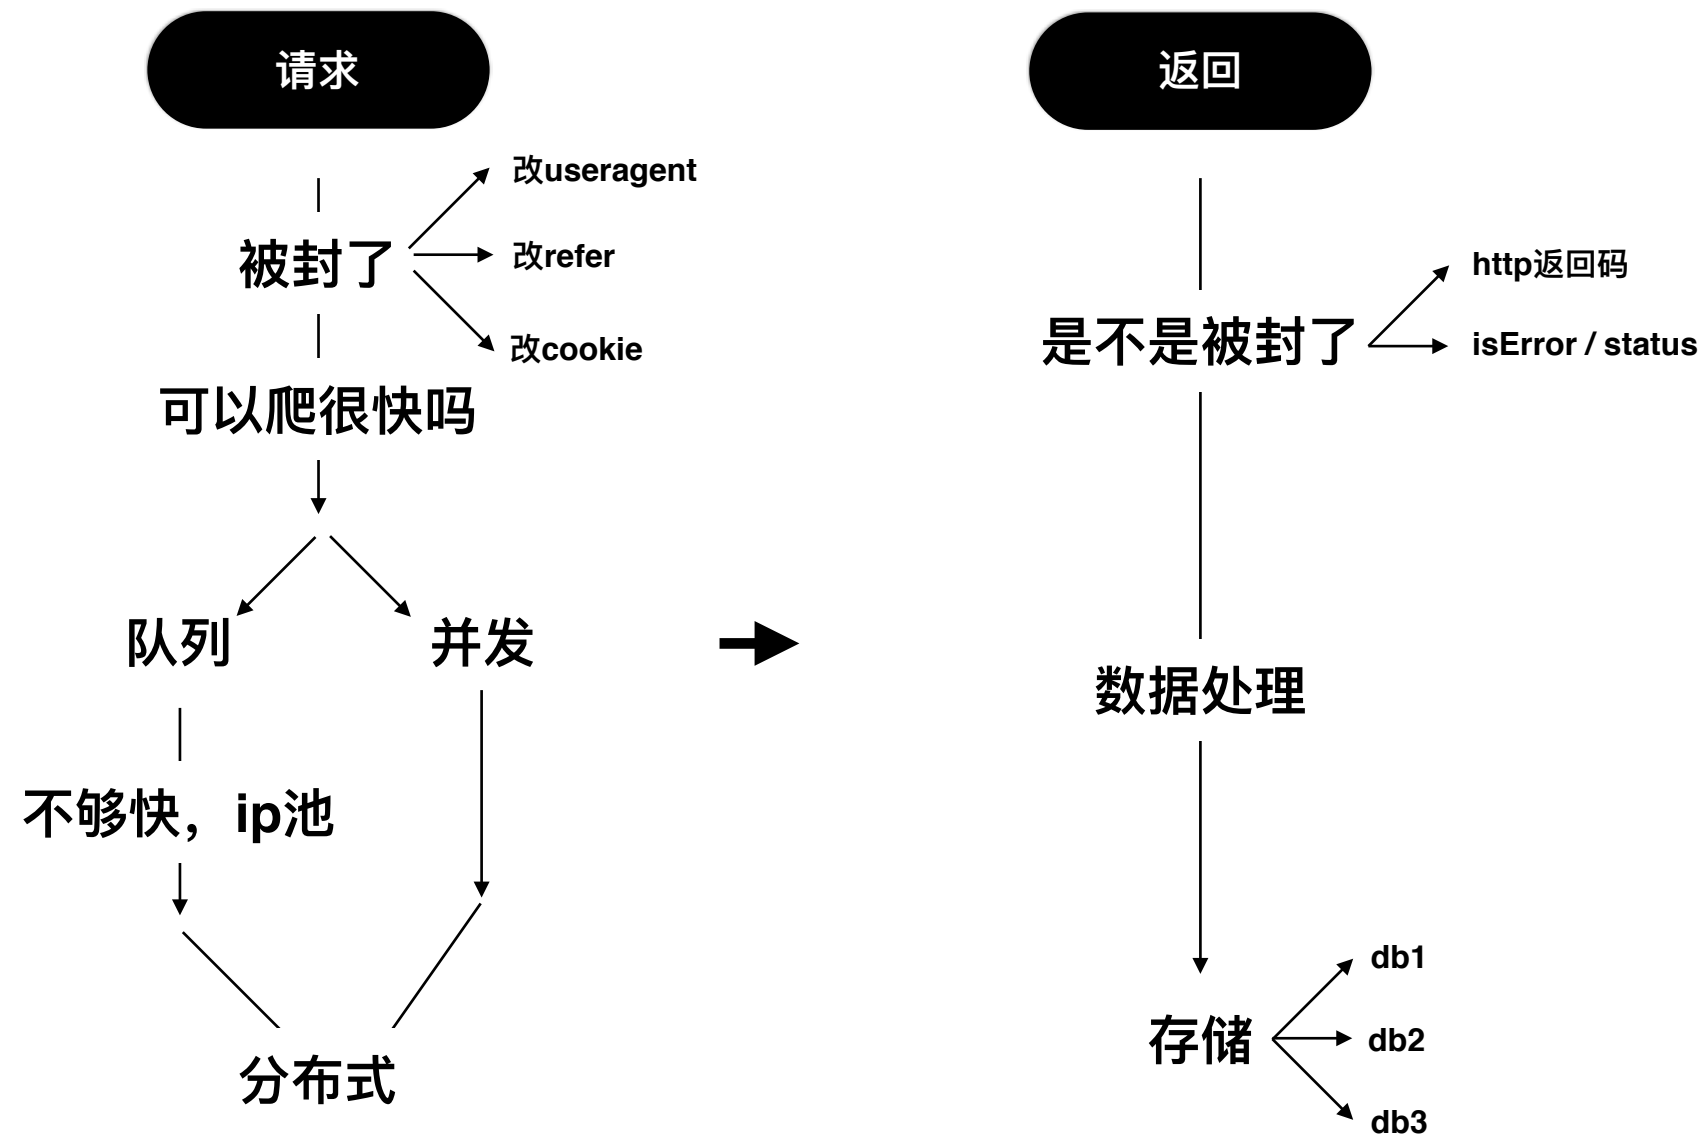 请求
被封了
改useragent
改refer
改cookie
可以爬很快吗
队列
并发
不够快，ip池
分布式
返回
是不是被封了
http返回码
isError / status
数据处理
存储
db1
db2
db3